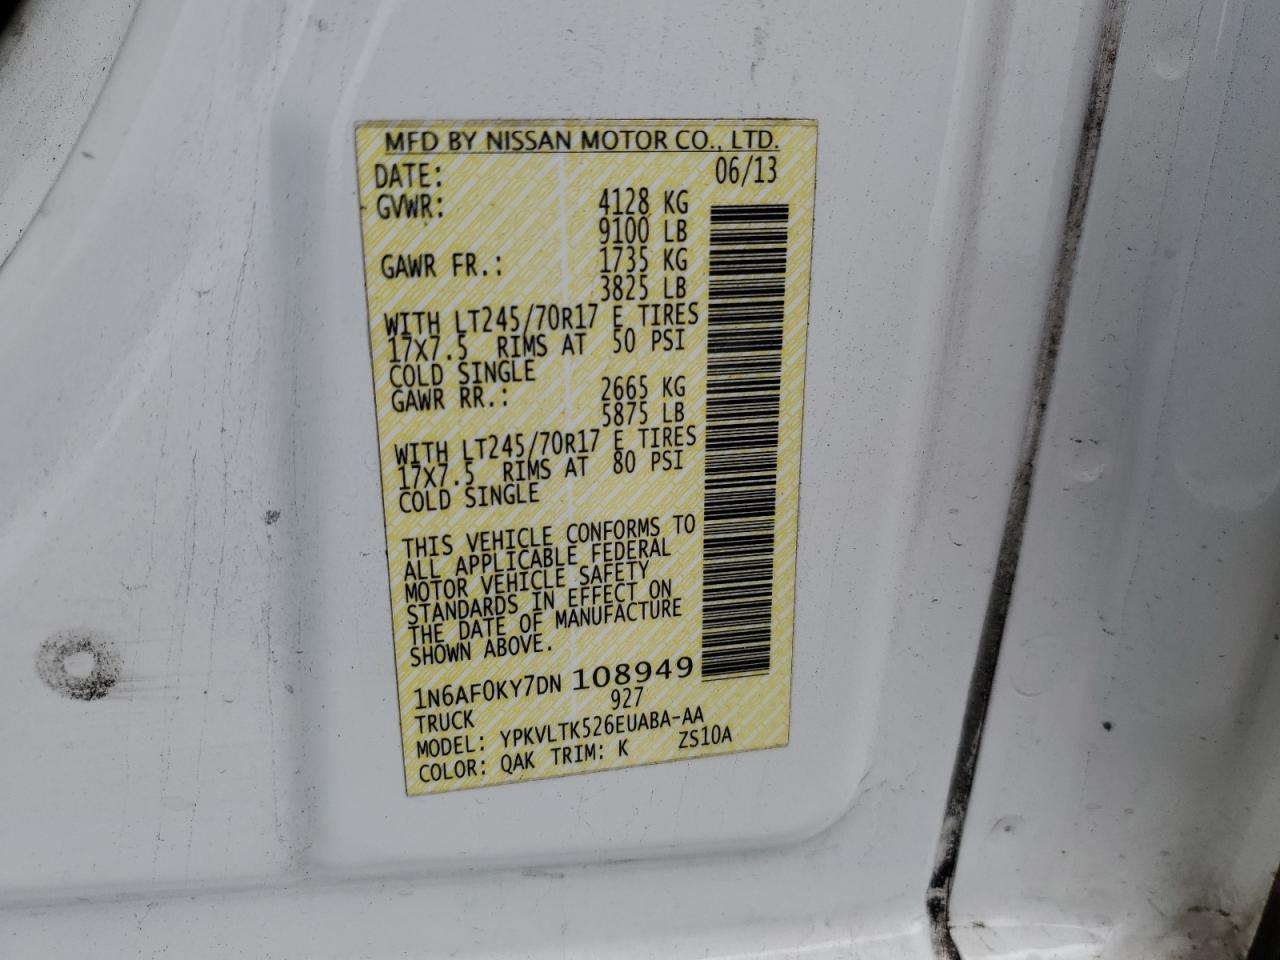 MFD BY NISSAN MOTOR CO., LTD.
DATE: 06/13
GVWR: 4128 KG
9100 LB
GAWR FR.: 1735 KG
3825 LB
WITH LT245/70R17 E TIRES
17X7.5 RIMS AT 50 PSI
COLD SINGLE
GAWR RR.: 2665 KG
5875 LB
WITH LT245/70R17 E TIRES
17X7.5 RIMS AT 80 PSI
COLD SINGLE
THIS VEHICLE CONFORMS TO
ALL APPLICABLE FEDERAL
MOTOR VEHICLE SAFETY
STANDARDS IN EFFECT ON
THE DATE OF MANUFACTURE
SHOWN ABOVE.
1N6AF0KY7DN 108949
TRUCK 927
MODEL: YPKVLTK526EUABA-AA
COLOR: QAK TRIM: K ZS10A